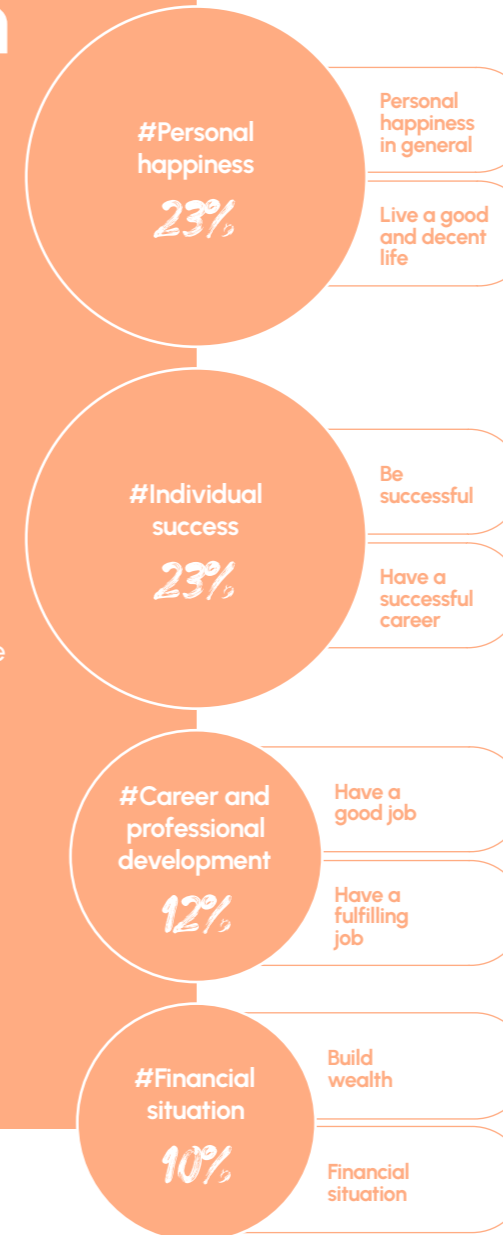 #Personal
happiness
23%
Personal
happiness
in general
Live a good
and decent
life
#Individual
success
23%
Be
successful
Have a
successful
career
#Career and
professional
development
12%
Have a
good job
Have a
fulfilling
job
#Financial
situation
10%
Build
wealth
Financial
situation